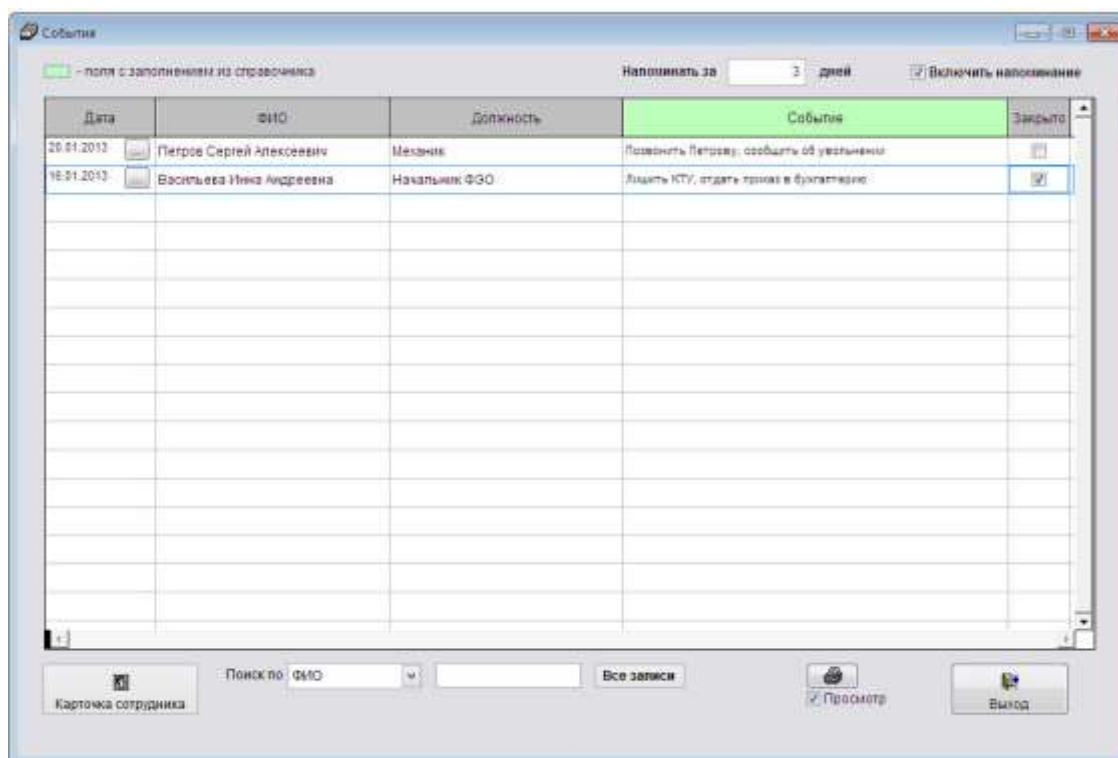 События
- поля с заполнением из справочника
Напоминать за 3 дней
Включить напоминание
Дата ФИО Должность Событие Закрыто
20.01.2013 ... Петров Сергей Алексеевич Механик Позвонить Петрову, сообщить об увольнении
16.01.2013 ... Васильева Инна Андреевна Начальник ФЭО Лишить КТУ, отдать приказ в бухгалтерию
Карточка сотрудника
Поиск по ФИО
Все записи
Просмотр
Выход